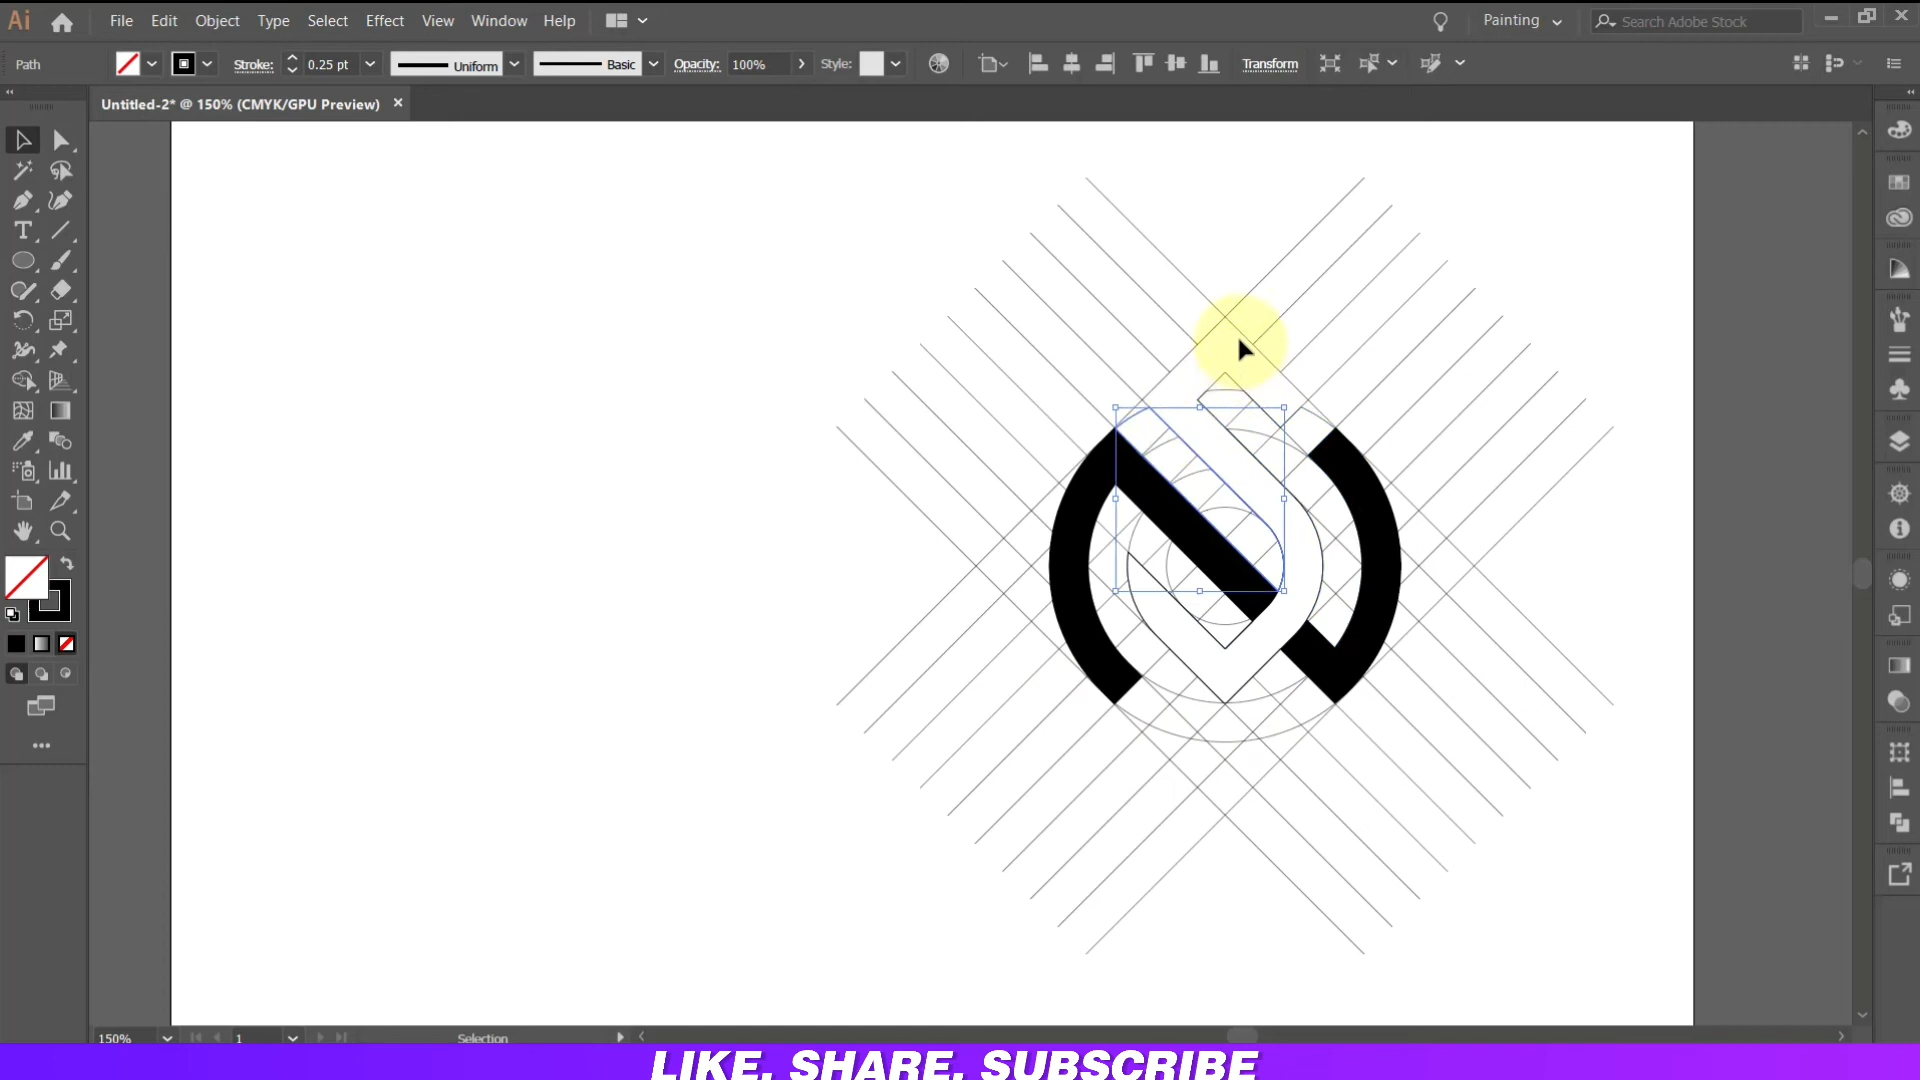 Ai File Edit Object Type Select Effect View Window Help Painting Search Adobe Stock
Path Stroke: 0.25 pt Uniform Basic Opacity: 100% Style: Transform
Untitled-2* @ 150% (CMYK/GPU Preview)
150% 1 Selection
LIKE. SHARE. SUBSCRIBE